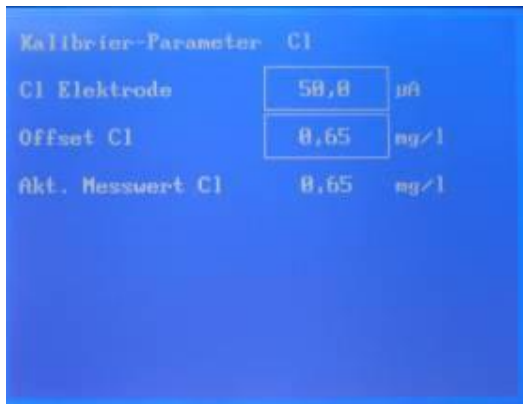 Kalibrier-Parameter Cl
Cl Elektrode 50,0 µA
Offset Cl 0,65 mg/l
Akt. Messwert Cl 0,65 mg/l